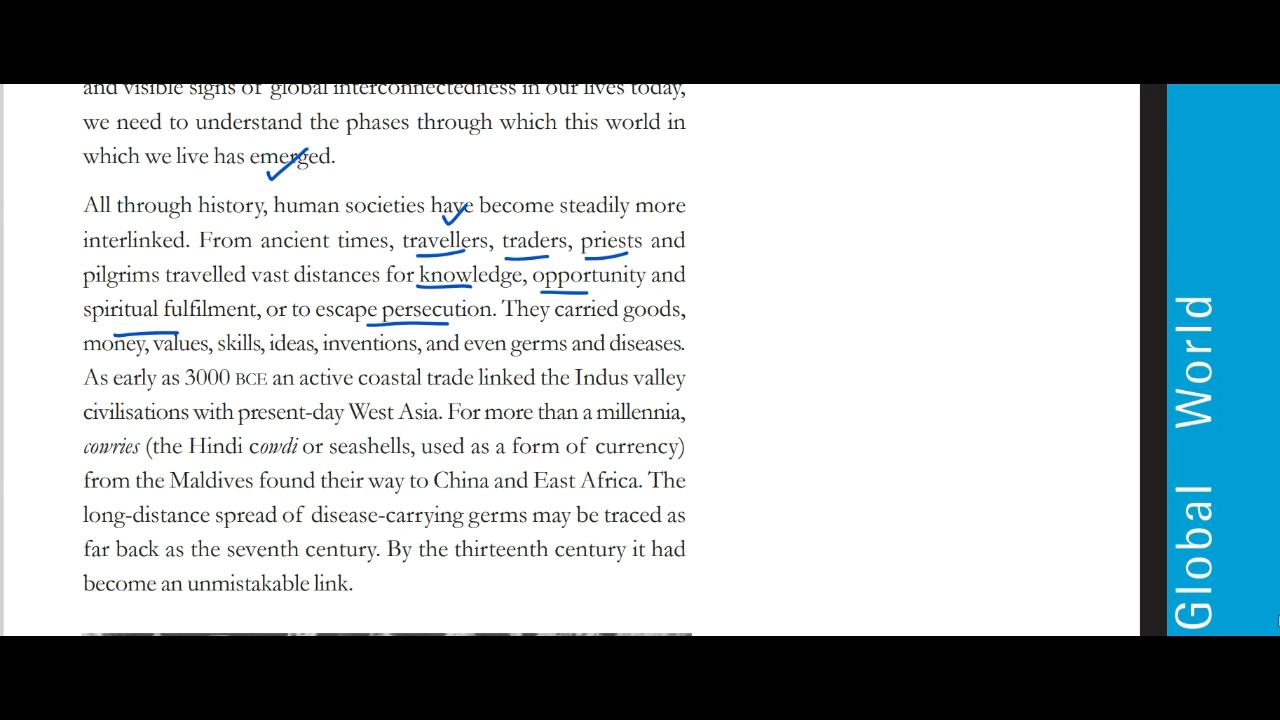 and visible signs of global interconnectedness in our lives today,
we need to understand the phases through which this world in
which we live has emerged.
All through history, human societies have become steadily more
interlinked. From ancient times, travellers, traders, priests and
pilgrims travelled vast distances for knowledge, opportunity and
spiritual fulfilment, or to escape persecution. They carried goods,
money, values, skills, ideas, inventions, and even germs and diseases.
As early as 3000 BCE an active coastal trade linked the Indus valley
civilisations with present-day West Asia. For more than a millennia,
cowries (the Hindi cowdi or seashells, used as a form of currency)
from the Maldives found their way to China and East Africa. The
long-distance spread of disease-carrying germs may be traced as
far back as the seventh century. By the thirteenth century it had
become an unmistakable link.
Global World